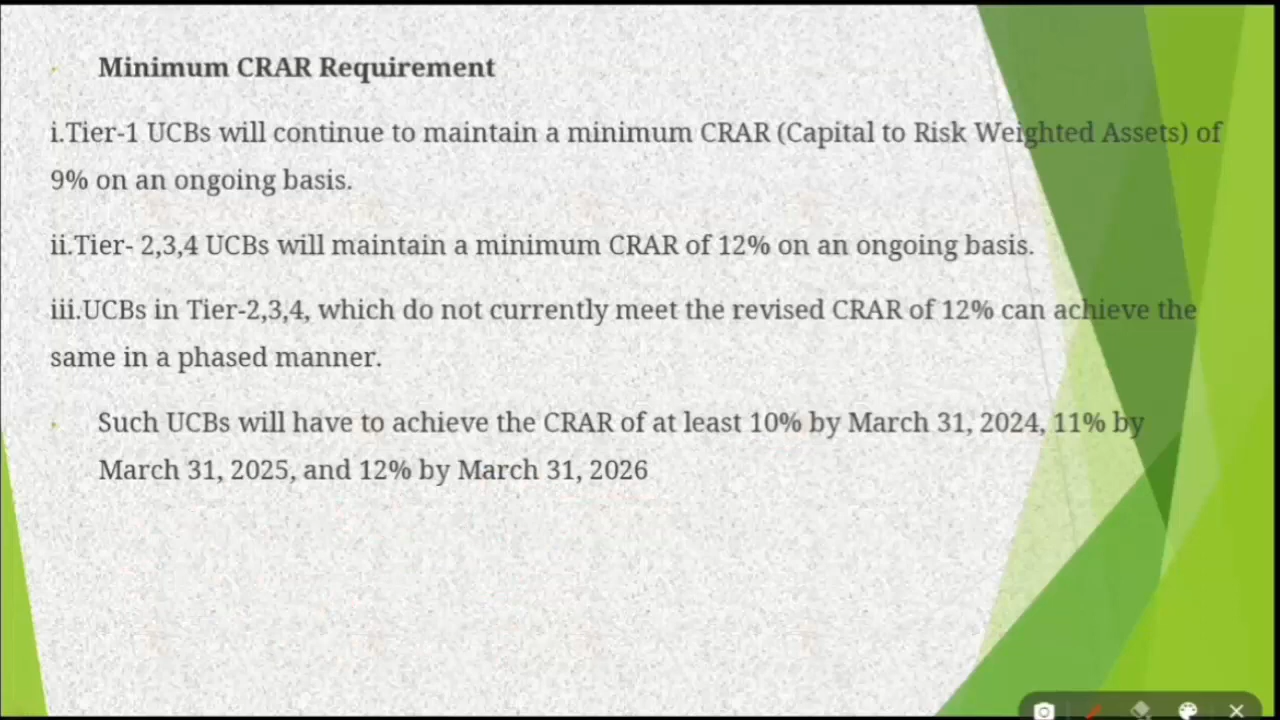 Minimum CRAR Requirement
i.Tier-1 UCBs will continue to maintain a minimum CRAR (Capital to Risk Weighted Assets) of
9% on an ongoing basis.
ii.Tier- 2,3,4 UCBs will maintain a minimum CRAR of 12% on an ongoing basis.
iii.UCBs in Tier-2,3,4, which do not currently meet the revised CRAR of 12% can achieve the
same in a phased manner.
Such UCBs will have to achieve the CRAR of at least 10% by March 31, 2024, 11% by
March 31, 2025, and 12% by March 31, 2026